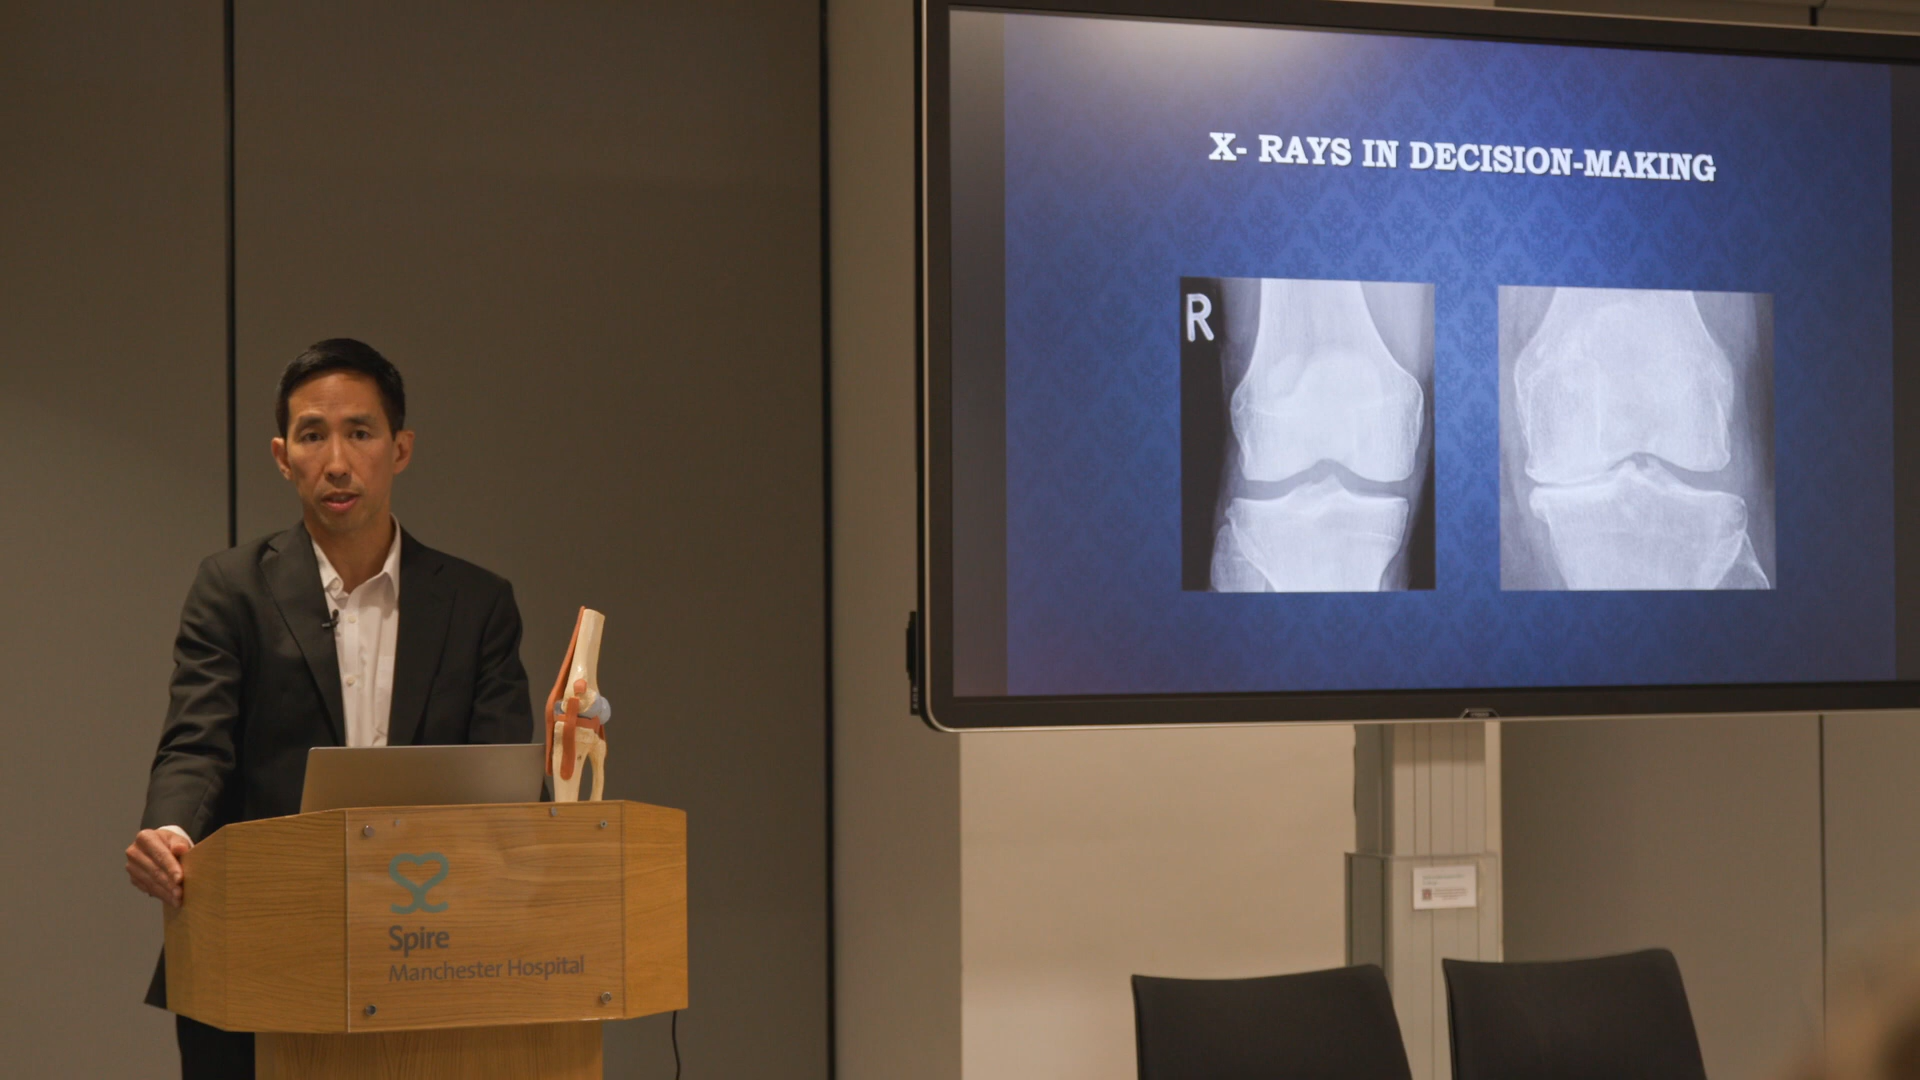 X- RAYS IN DECISION-MAKING
R
Spire
Manchester Hospital